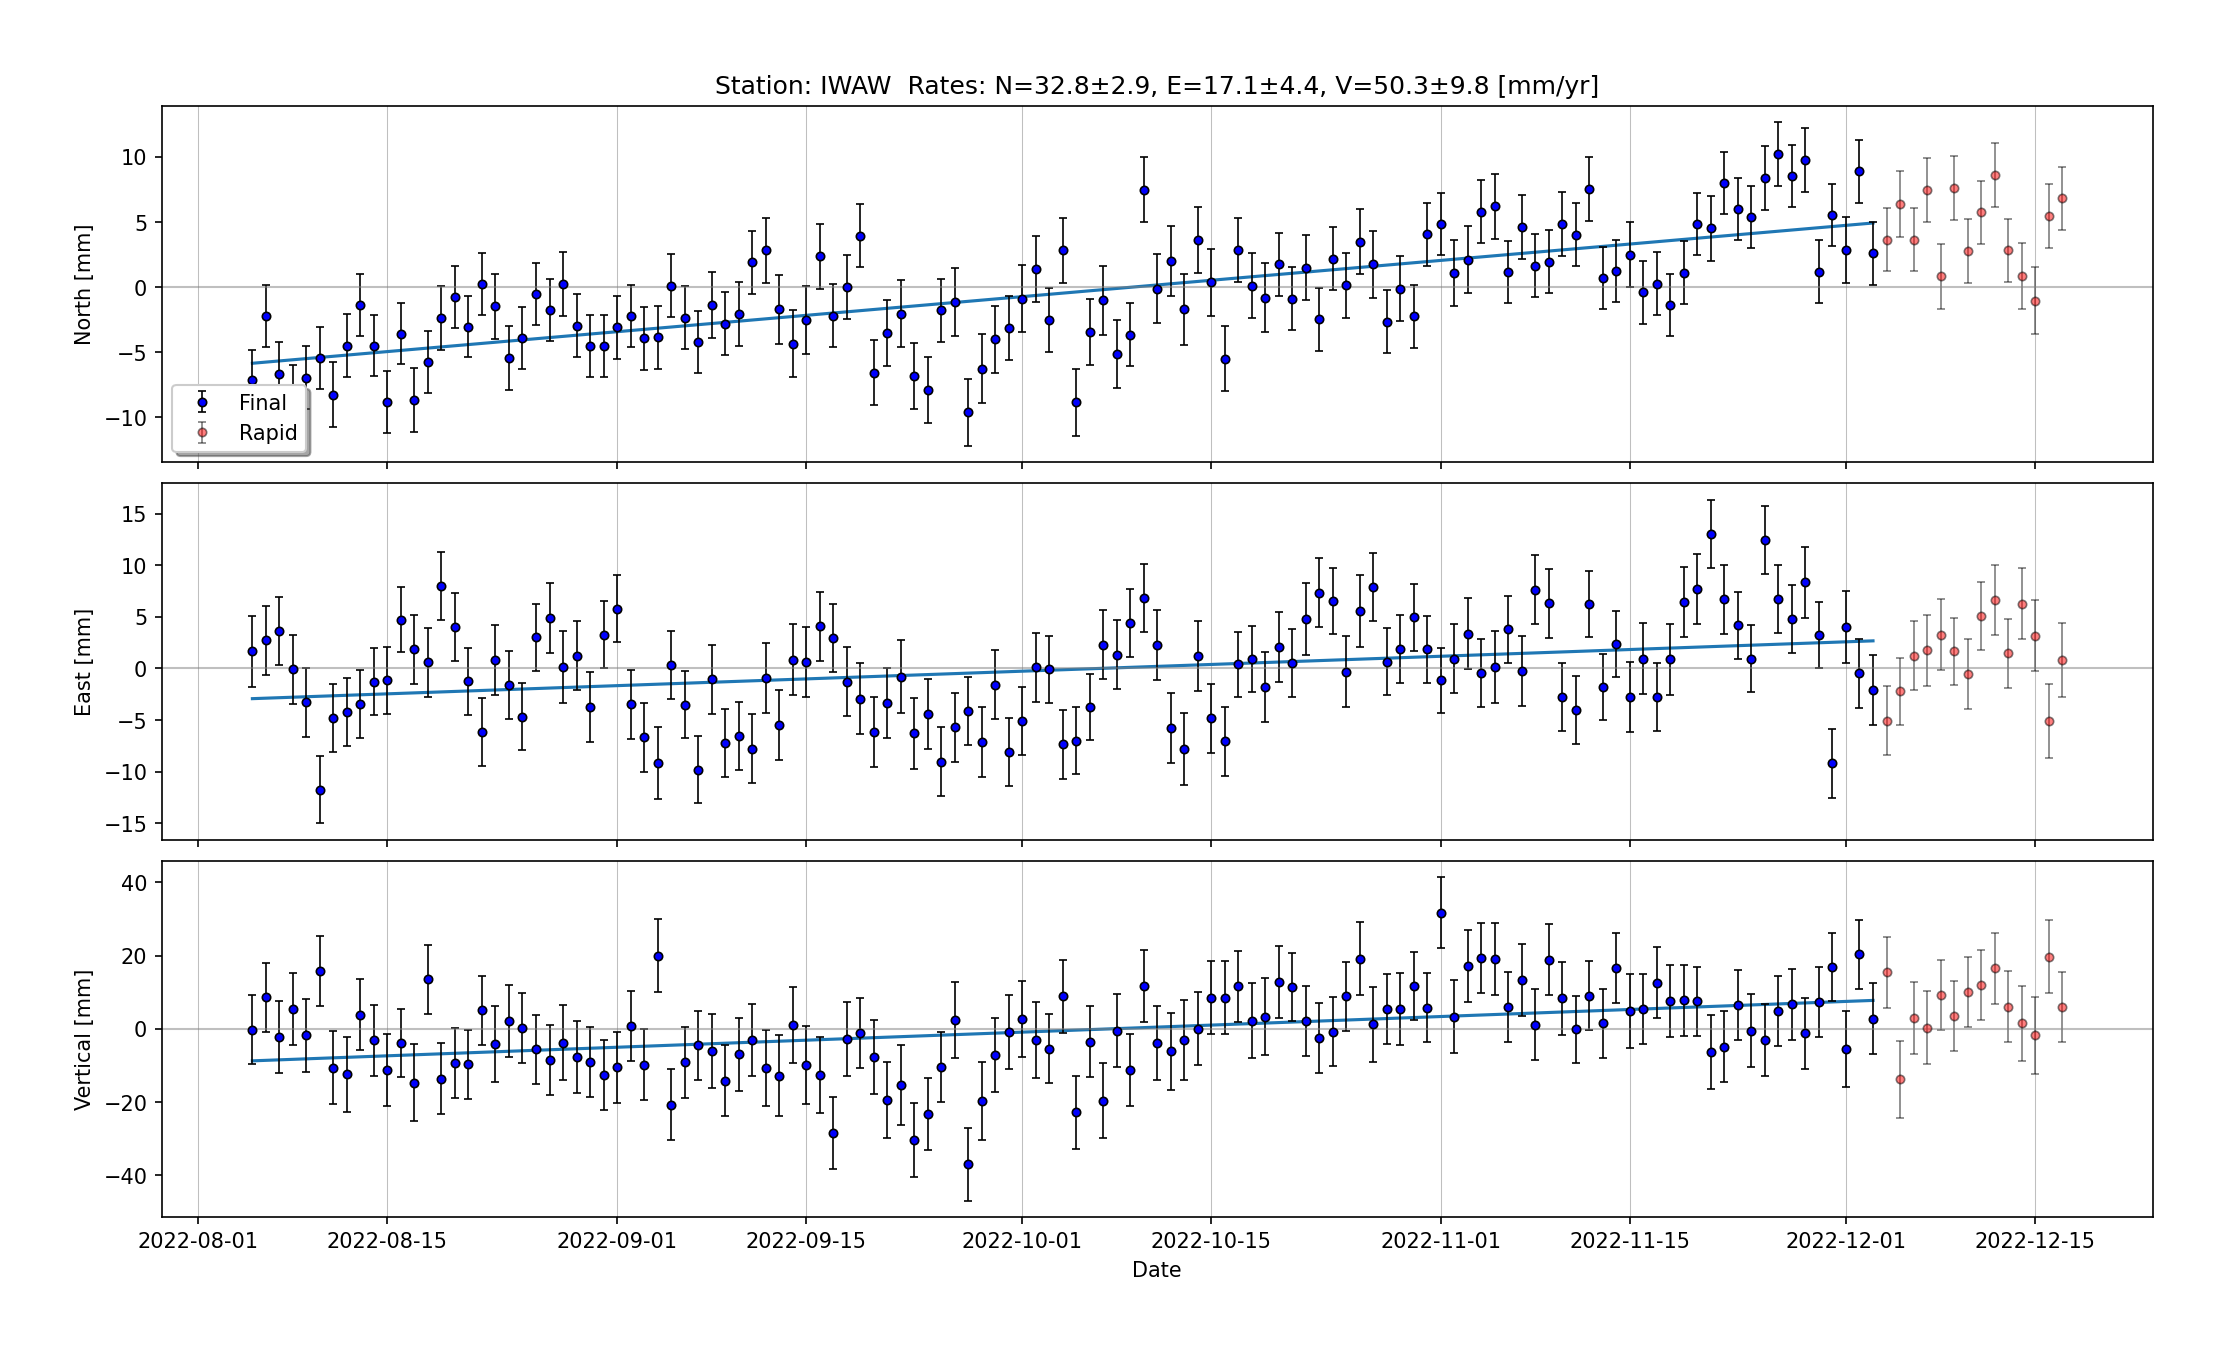 Station: IWAW  Rates: N=32.8±2.9, E=17.1±4.4, V=50.3±9.8 [mm/yr]
North [mm]
10
5
0
−5
−10
Final
Rapid
East [mm]
15
10
5
0
−5
−10
−15
Vertical [mm]
40
20
0
−20
−40
2022-08-01 2022-08-15 2022-09-01 2022-09-15 2022-10-01 2022-10-15 2022-11-01 2022-11-15 2022-12-01 2022-12-15
Date